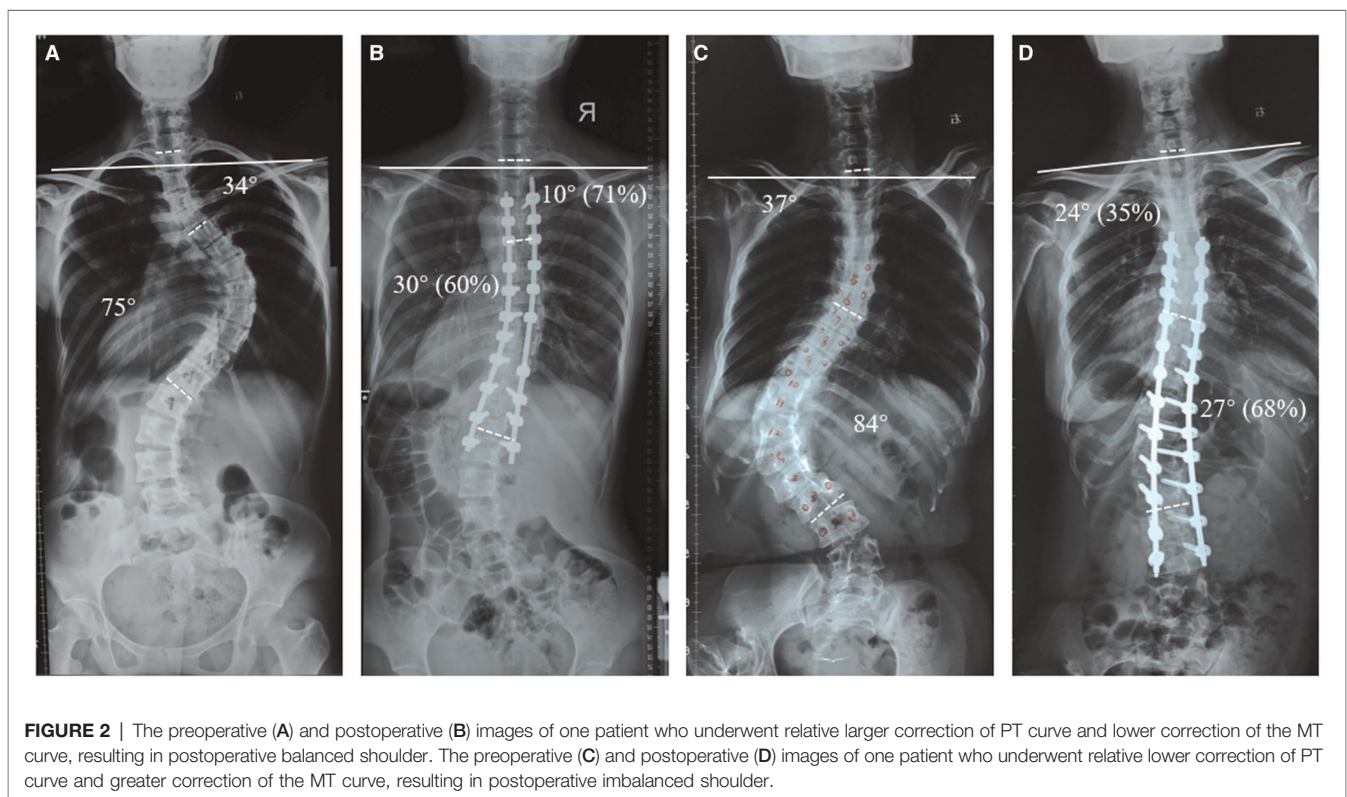 A
34°
75°
B
R
10° (71%)
30° (60%)
C
右
37°
84°
D
右
24° (35%)
27° (68%)
FIGURE 2 | The preoperative (A) and postoperative (B) images of one patient who underwent relative larger correction of PT curve and lower correction of the MT
curve, resulting in postoperative balanced shoulder. The preoperative (C) and postoperative (D) images of one patient who underwent relative lower correction of PT
curve and greater correction of the MT curve, resulting in postoperative imbalanced shoulder.